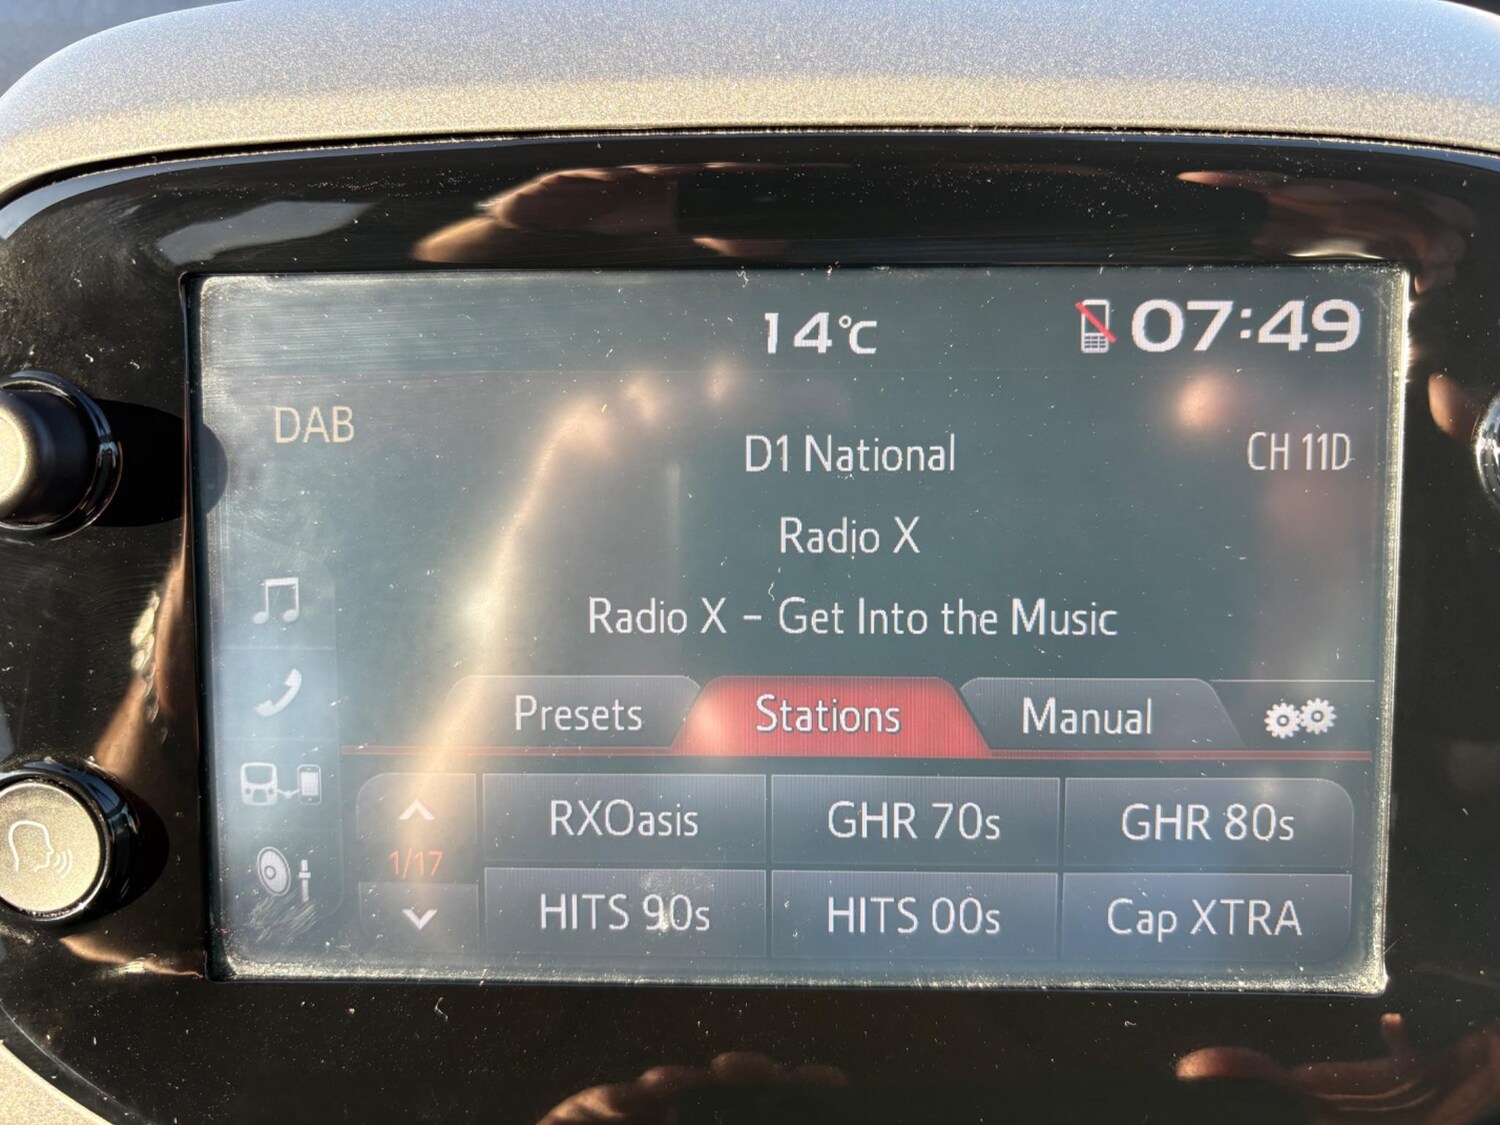 14°C 07:49
DAB
D1 National CH 11D
Radio X
Radio X – Get Into the Music
Presets Stations Manual
RXOasis GHR 70s GHR 80s
1/17
HITS 90s HITS 00s Cap XTRA